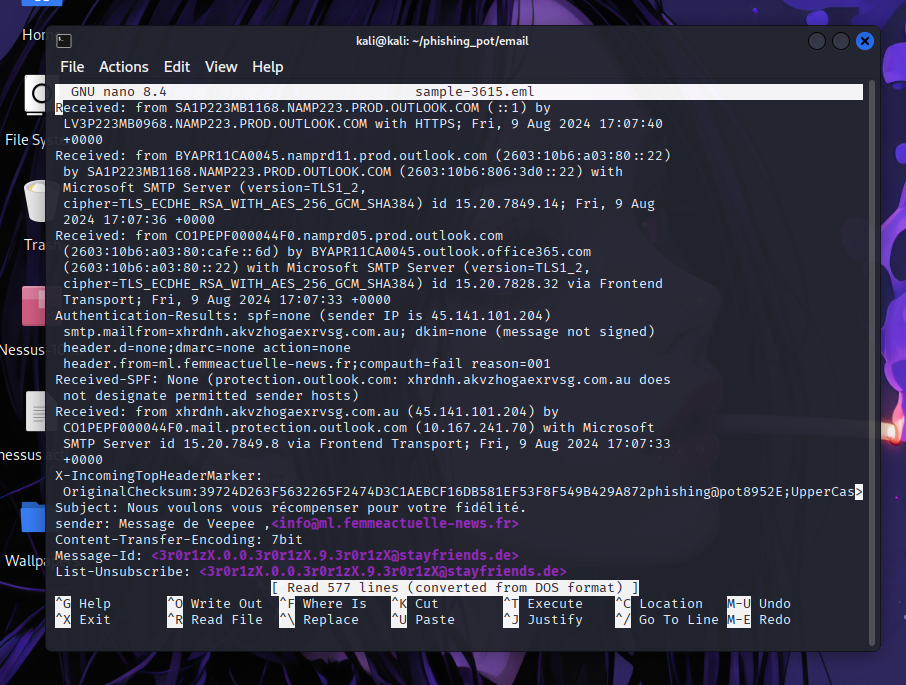 kali@kali: ~/phishing_pot/email
File Actions Edit View Help
GNU nano 8.4 sample-3615.eml
Received: from SA1P223MB1168.NAMP223.PROD.OUTLOOK.COM (::1) by
LV3P223MB0968.NAMP223.PROD.OUTLOOK.COM with HTTPS; Fri, 9 Aug 2024 17:07:40
+0000
Received: from BYAPR11CA0045.namprd11.prod.outlook.com (2603:10b6:a03:80::22)
by SA1P223MB1168.NAMP223.PROD.OUTLOOK.COM (2603:10b6:806:3d0::22) with
Microsoft SMTP Server (version=TLS1_2,
cipher=TLS_ECDHE_RSA_WITH_AES_256_GCM_SHA384) id 15.20.7849.14; Fri, 9 Aug
2024 17:07:36 +0000
Received: from CO1PEPF000044F0.namprd05.prod.outlook.com
(2603:10b6:a03:80:cafe::6d) by BYAPR11CA0045.outlook.office365.com
(2603:10b6:a03:80::22) with Microsoft SMTP Server (version=TLS1_2,
cipher=TLS_ECDHE_RSA_WITH_AES_256_GCM_SHA384) id 15.20.7828.32 via Frontend
Transport; Fri, 9 Aug 2024 17:07:33 +0000
Authentication-Results: spf=none (sender IP is 45.141.101.204)
smtp.mailfrom=xhrdnh.akvzhogaexrvsg.com.au; dkim=none (message not signed)
header.d=none;dmarc=none action=none
header.from=ml.femmeactuelle-news.fr;compauth=fail reason=001
Received-SPF: None (protection.outlook.com: xhrdnh.akvzhogaexrvsg.com.au does
not designate permitted sender hosts)
Received: from xhrdnh.akvzhogaexrvsg.com.au (45.141.101.204) by
CO1PEPF000044F0.mail.protection.outlook.com (10.167.241.70) with Microsoft
SMTP Server id 15.20.7849.8 via Frontend Transport; Fri, 9 Aug 2024 17:07:33
+0000
X-IncomingTopHeaderMarker:
OriginalChecksum:39724D263F5632265F2474D3C1AEBCF16DB581EF53F8F549B429A872phishing@pot8952E;UpperCas>
Subject: Nous voulons vous récompenser pour votre fidélité.
sender: Message de Veepee ,<info@ml.femmeactuelle-news.fr>
Content-Transfer-Encoding: 7bit
Message-Id: <3r0r1zX.0.0.3r0r1zX.9.3r0r1zX@stayfriends.de>
List-Unsubscribe: <3r0r1zX.0.0.3r0r1zX.9.3r0r1zX@stayfriends.de>
[ Read 577 lines (converted from DOS format) ]
^G Help ^O Write Out ^F Where Is ^K Cut ^T Execute ^C Location M-U Undo
^X Exit ^R Read File ^\ Replace ^U Paste ^J Justify ^/ Go To Line M-E Redo
Hom
File Sys
Tra
Nessus-10
nessus ac
Wallpa